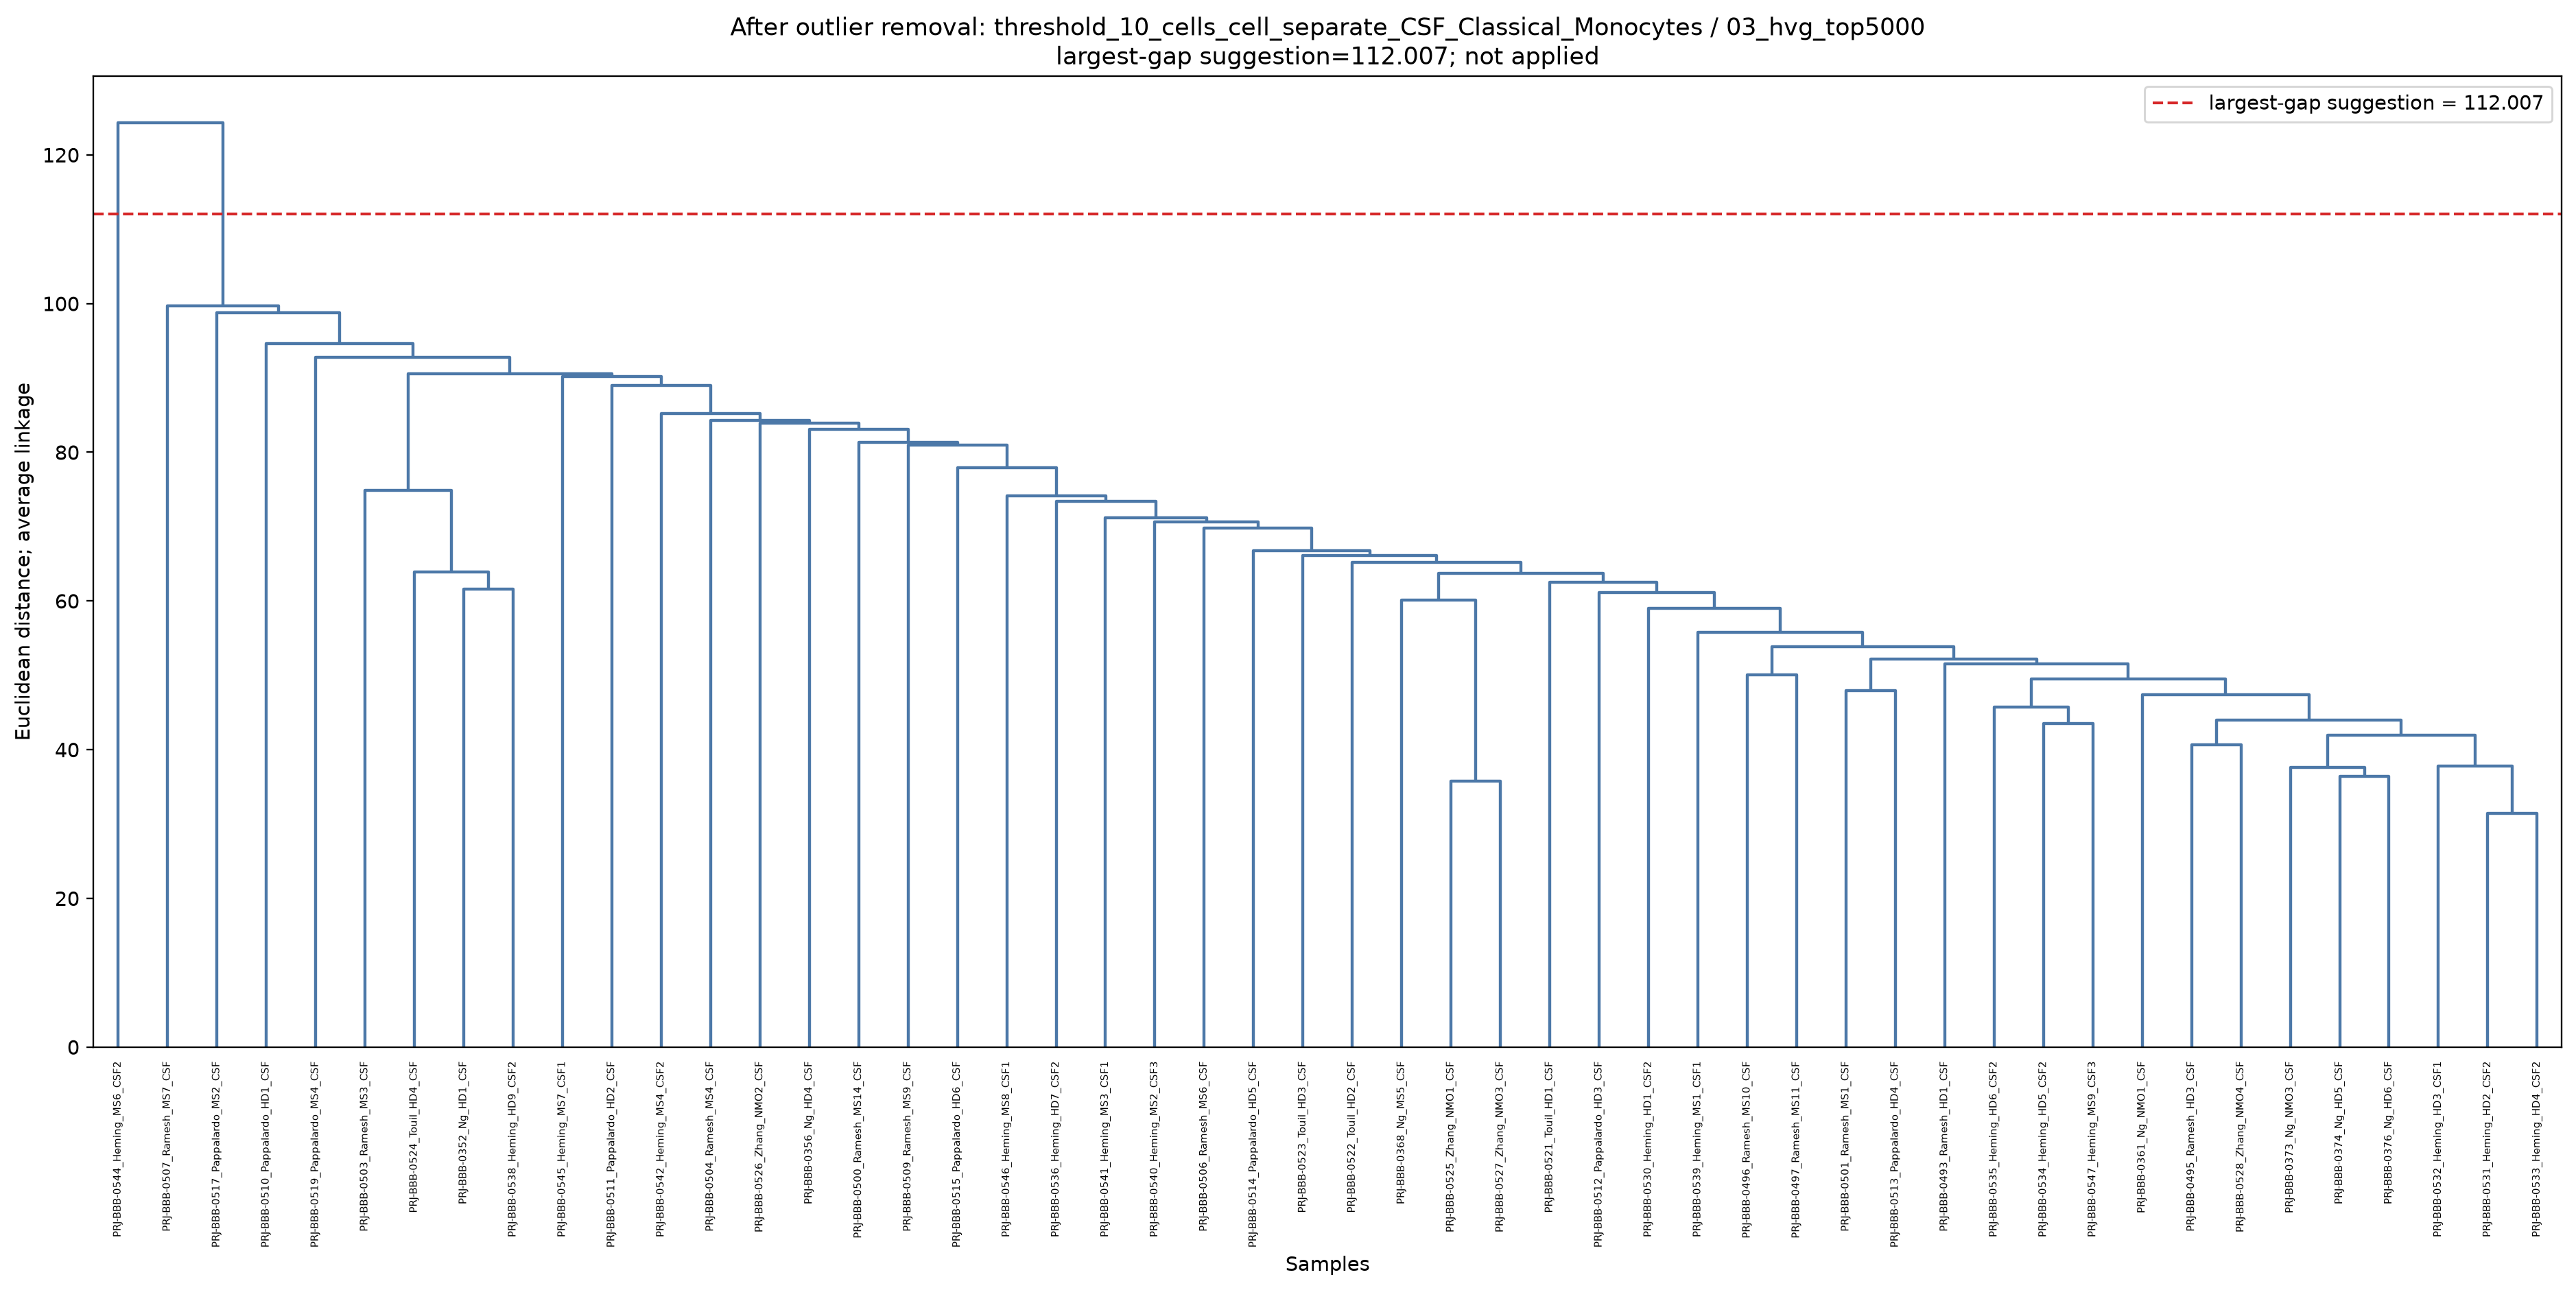 After outlier removal: threshold_10_cells_cell_separate_CSF_Classical_Monocytes / 03_hvg_top5000
largest-gap suggestion=112.007; not applied
largest-gap suggestion = 112.007
Euclidean distance; average linkage
120
100
80
60
40
20
0
PRJ-BBB-0544_Heming_MS6_CSF2
PRJ-BBB-0507_Ramesh_MS7_CSF
PRJ-BBB-0517_Pappalardo_MS2_CSF
PRJ-BBB-0510_Pappalardo_HD1_CSF
PRJ-BBB-0519_Pappalardo_MS4_CSF
PRJ-BBB-0503_Ramesh_MS3_CSF
PRJ-BBB-0524_Touil_HD4_CSF
PRJ-BBB-0352_Ng_HD1_CSF
PRJ-BBB-0538_Heming_HD9_CSF2
PRJ-BBB-0545_Heming_MS7_CSF1
PRJ-BBB-0511_Pappalardo_HD2_CSF
PRJ-BBB-0542_Heming_MS4_CSF2
PRJ-BBB-0504_Ramesh_MS4_CSF
PRJ-BBB-0526_Zhang_NMO2_CSF
PRJ-BBB-0356_Ng_HD4_CSF
PRJ-BBB-0500_Ramesh_MS14_CSF
PRJ-BBB-0509_Ramesh_MS9_CSF
PRJ-BBB-0515_Pappalardo_HD6_CSF
PRJ-BBB-0546_Heming_MS8_CSF1
PRJ-BBB-0536_Heming_HD7_CSF2
PRJ-BBB-0541_Heming_MS3_CSF1
PRJ-BBB-0540_Heming_MS2_CSF3
PRJ-BBB-0506_Ramesh_MS6_CSF
PRJ-BBB-0514_Pappalardo_HD5_CSF
PRJ-BBB-0523_Touil_HD3_CSF
PRJ-BBB-0522_Touil_HD2_CSF
PRJ-BBB-0368_Ng_MS5_CSF
PRJ-BBB-0525_Zhang_NMO1_CSF
PRJ-BBB-0527_Zhang_NMO3_CSF
PRJ-BBB-0521_Touil_HD1_CSF
PRJ-BBB-0512_Pappalardo_HD3_CSF
PRJ-BBB-0530_Heming_HD1_CSF2
PRJ-BBB-0539_Heming_MS1_CSF1
PRJ-BBB-0496_Ramesh_MS10_CSF
PRJ-BBB-0497_Ramesh_MS11_CSF
PRJ-BBB-0501_Ramesh_MS1_CSF
PRJ-BBB-0513_Pappalardo_HD4_CSF
PRJ-BBB-0493_Ramesh_HD1_CSF
PRJ-BBB-0535_Heming_HD6_CSF2
PRJ-BBB-0534_Heming_HD5_CSF2
PRJ-BBB-0547_Heming_MS9_CSF3
PRJ-BBB-0361_Ng_NMO1_CSF
PRJ-BBB-0495_Ramesh_HD3_CSF
PRJ-BBB-0528_Zhang_NMO4_CSF
PRJ-BBB-0373_Ng_NMO3_CSF
PRJ-BBB-0374_Ng_HD5_CSF
PRJ-BBB-0376_Ng_HD6_CSF
PRJ-BBB-0532_Heming_HD3_CSF1
PRJ-BBB-0531_Heming_HD2_CSF2
PRJ-BBB-0533_Heming_HD4_CSF2
Samples